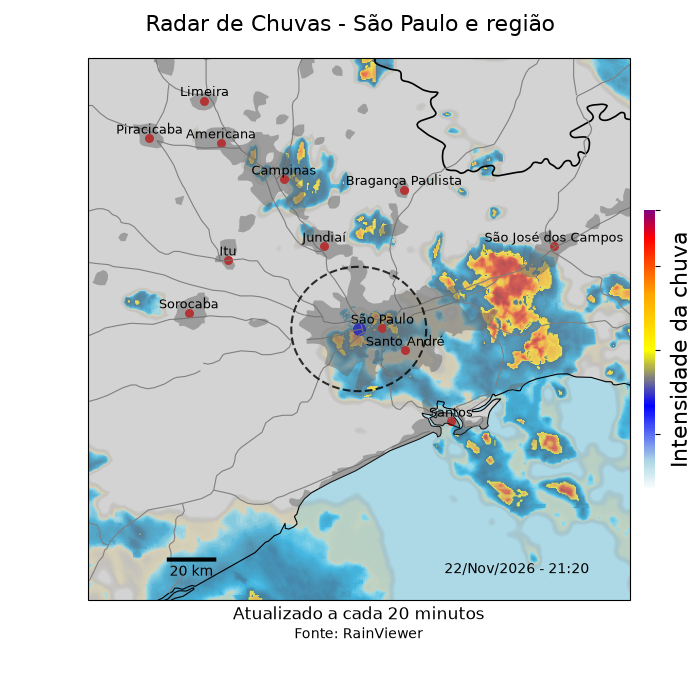 Radar de Chuvas - São Paulo e região
Limeira
Piracicaba
Americana
Campinas
Bragança Paulista
Jundiaí
São José dos Campos
Itu
Sorocaba
São Paulo
Santo André
Santos
Intensidade da chuva
22/Nov/2026 - 21:20
20 km
Atualizado a cada 20 minutos
Fonte: RainViewer